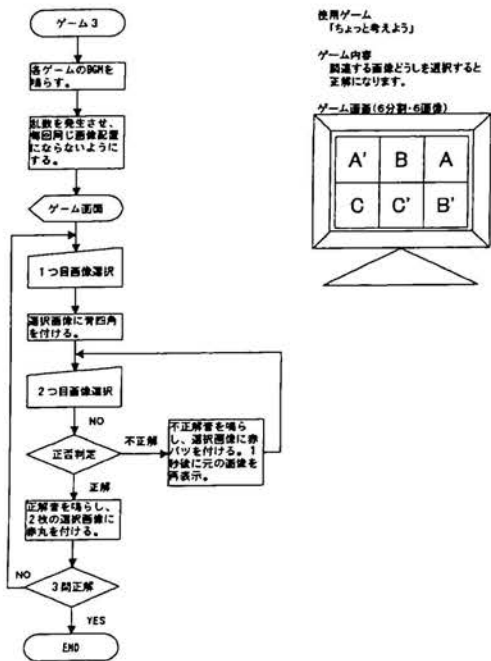 ゲーム3
各ゲームのBGMを
鳴らす。
乱数を発生させ、
毎回同じ画像配置
にならないように
する。
ゲーム画面
1つ目画像選択
選択画像に青四角
を付ける。
2つ目画像選択
NO
正否判定
不正解
不正解音を鳴ら
し、選択画像に赤
バツを付ける。1
秒後に元の画像を
再表示。
正解
正解音を鳴らし、
2枚の選択画像に
赤丸を付ける。
NO
3問正解
YES
END
使用ゲーム
「ちょっと考えよう」
ゲーム内容
関連する画像どうしを選択すると
正解になります。
ゲーム画面(6分割・6画像)
A' B A
C C' B'